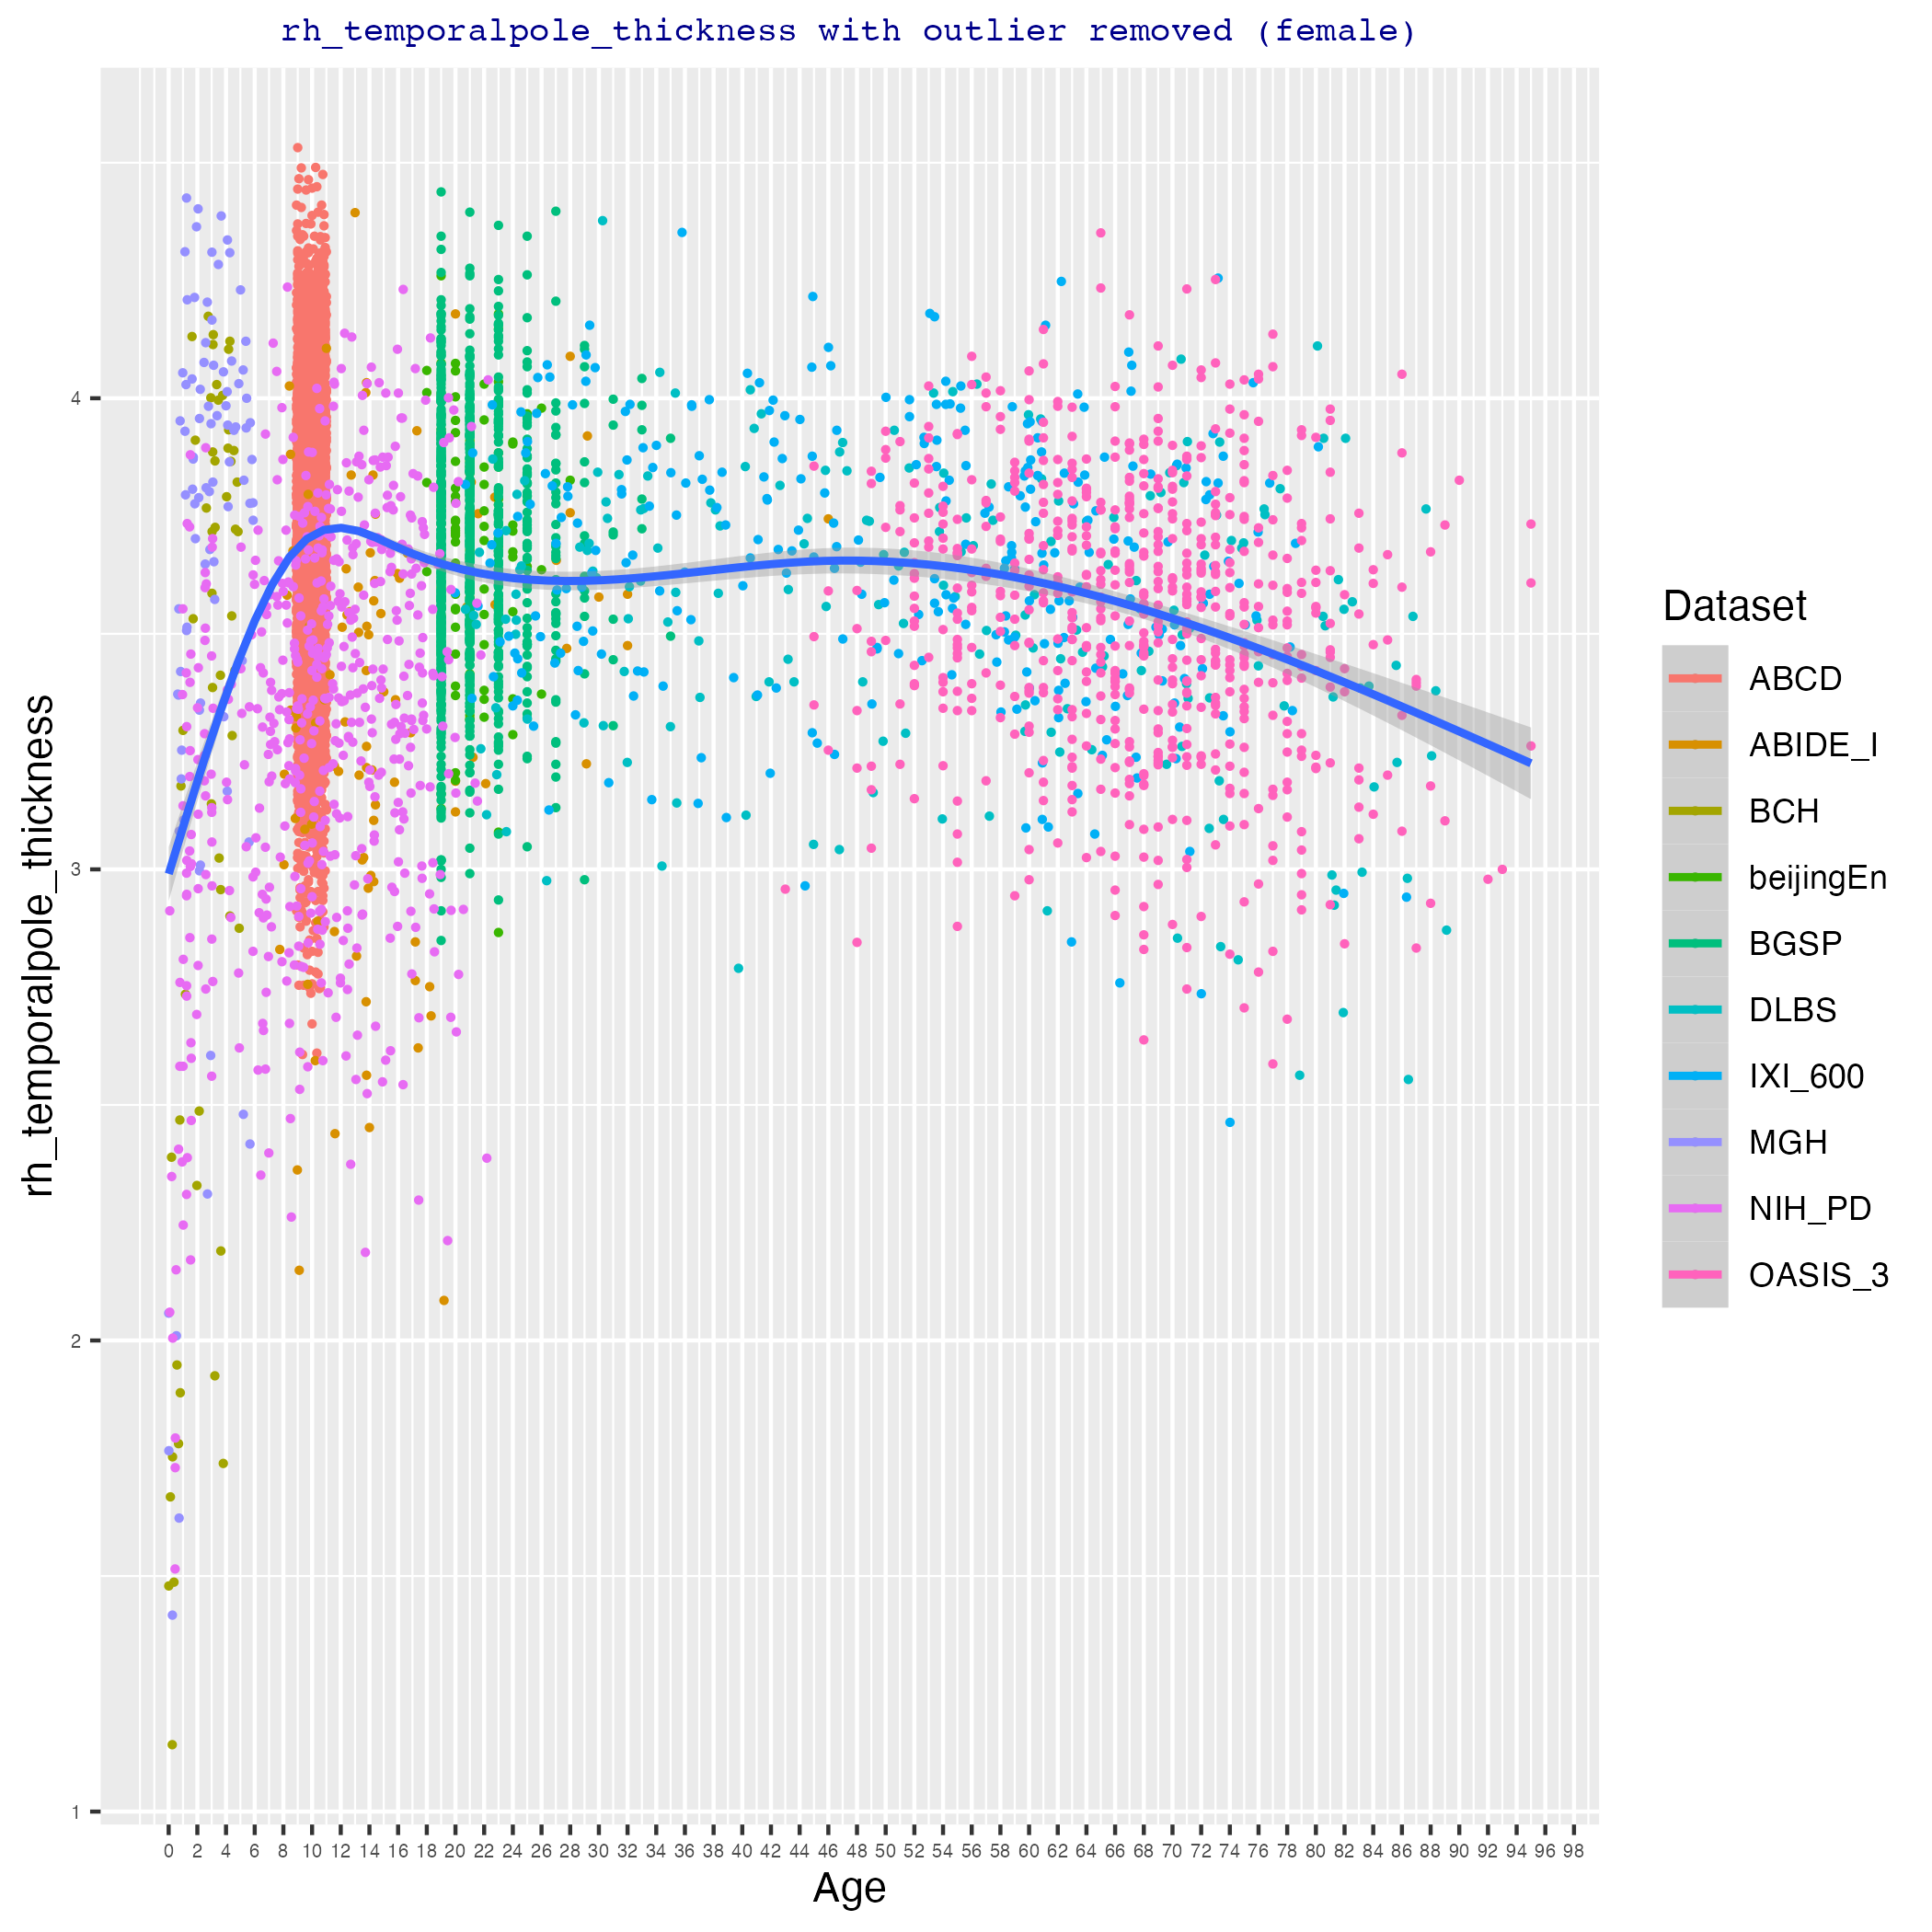 rh_temporalpole_thickness with outlier removed (female)
rh_temporalpole_thickness
4
3
2
1
0 2 4 6 8 10 12 14 16 18 20 22 24 26 28 30 32 34 36 38 40 42 44 46 48 50 52 54 56 58 60 62 64 66 68 70 72 74 76 78 80 82 84 86 88 90 92 94 96 98
Age
Dataset
ABCD
ABIDE_I
BCH
beijingEn
BGSP
DLBS
IXI_600
MGH
NIH_PD
OASIS_3